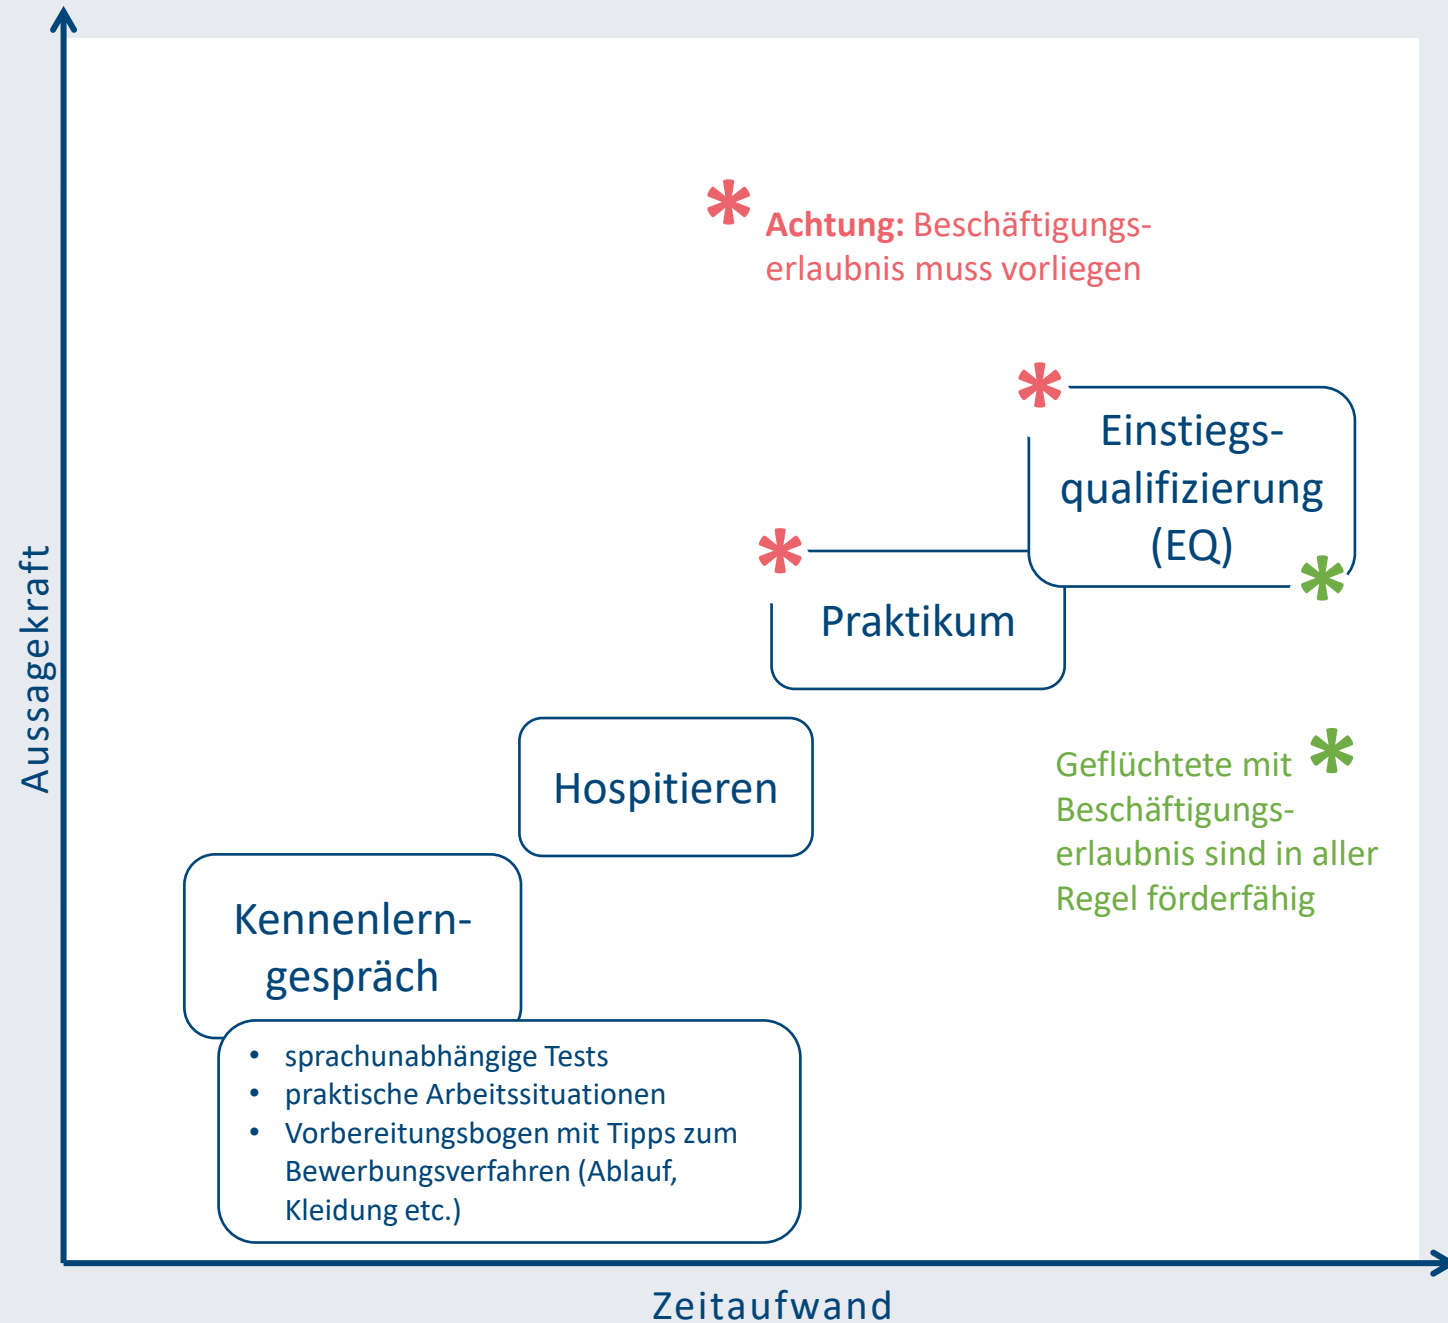 * Achtung: Beschäftigungs-
erlaubnis muss vorliegen
*
Einstiegs-
qualifizierung
(EQ)
*
*
Praktikum
Hospitieren
Geflüchtete mit *
Beschäftigungs-
erlaubnis sind in aller
Regel förderfähig
Kennenlern-
gespräch
• sprachunabhängige Tests
• praktische Arbeitssituationen
• Vorbereitungsbogen mit Tipps zum
Bewerbungsverfahren (Ablauf,
Kleidung etc.)
Aussagekraft
Zeitaufwand